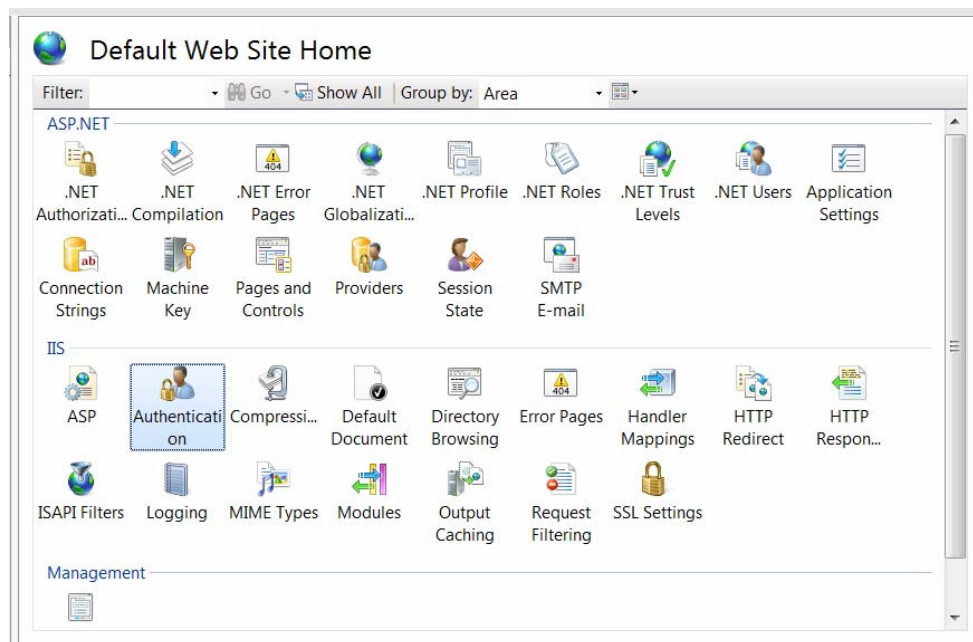 Default Web Site Home
Filter: Go Show All Group by: Area
ASP.NET
.NET Authorizati... .NET Compilation .NET Error Pages .NET Globalizati... .NET Profile .NET Roles .NET Trust Levels .NET Users Application Settings
404
ab
Connection Strings Machine Key Pages and Controls Providers Session State SMTP E-mail
IIS
404
ASP Authenticati on Compressi... Default Document Directory Browsing Error Pages Handler Mappings HTTP Redirect HTTP Respon...
ISAPI Filters Logging MIME Types Modules Output Caching Request Filtering SSL Settings
Management